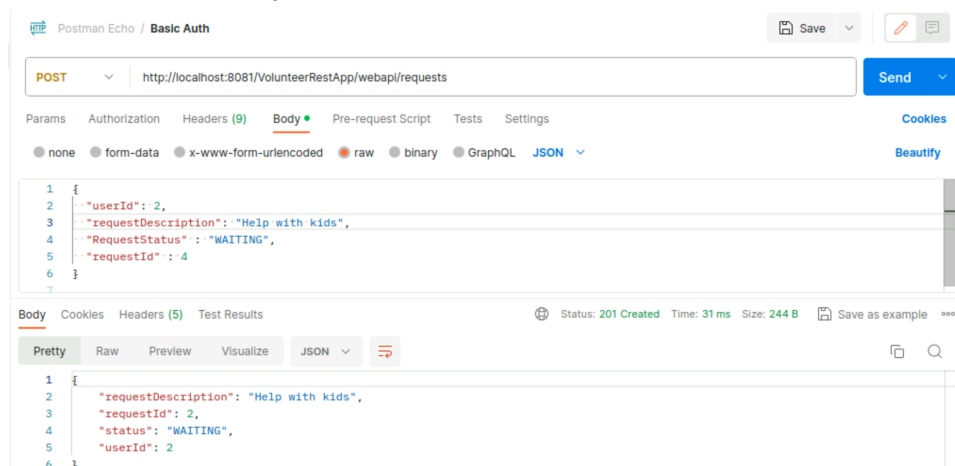 HTTP Postman Echo / Basic Auth Save
POST http://localhost:8081/VolunteerRestApp/webapi/requests Send
Params Authorization Headers (9) Body Pre-request Script Tests Settings Cookies
none form-data x-www-form-urlencoded raw binary GraphQL JSON Beautify
1 {
2 "userId": 2,
3 "requestDescription": "Help with kids",
4 "RequestStatus" : "WAITING",
5 "requestId" : 4
6 }
7
Body Cookies Headers (5) Test Results Status: 201 Created Time: 31 ms Size: 244 B Save as example
Pretty Raw Preview Visualize JSON
1 {
2 "requestDescription": "Help with kids",
3 "requestId": 2,
4 "status": "WAITING",
5 "userId": 2
6 }